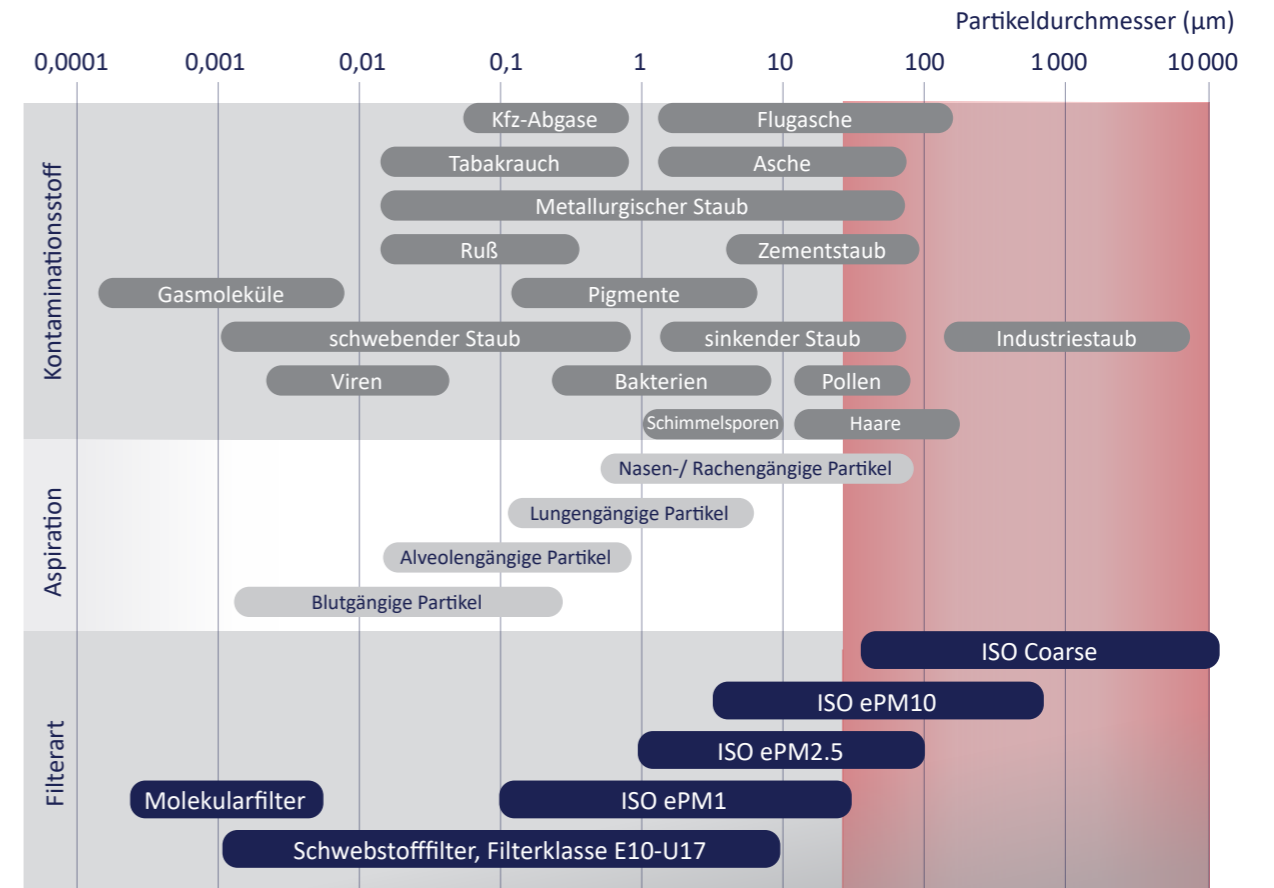 Partikeldurchmesser (µm)
0,0001 0,001 0,01 0,1 1 10 100 1 000 10 000
Kontaminationsstoff
Kfz-Abgase Flugasche
Tabakrauch Asche
Metallurgischer Staub
Ruß Zementstaub
Gasmoleküle Pigmente
schwebender Staub sinkender Staub Industriestaub
Viren Bakterien Pollen
Schimmelsporen Haare
Aspiration
Nasen-/ Rachengängige Partikel
Lungengängige Partikel
Alveolengängige Partikel
Blutgängige Partikel
Filterart
ISO Coarse
ISO ePM10
ISO ePM2.5
Molekularfilter ISO ePM1
Schwebstofffilter, Filterklasse E10-U17